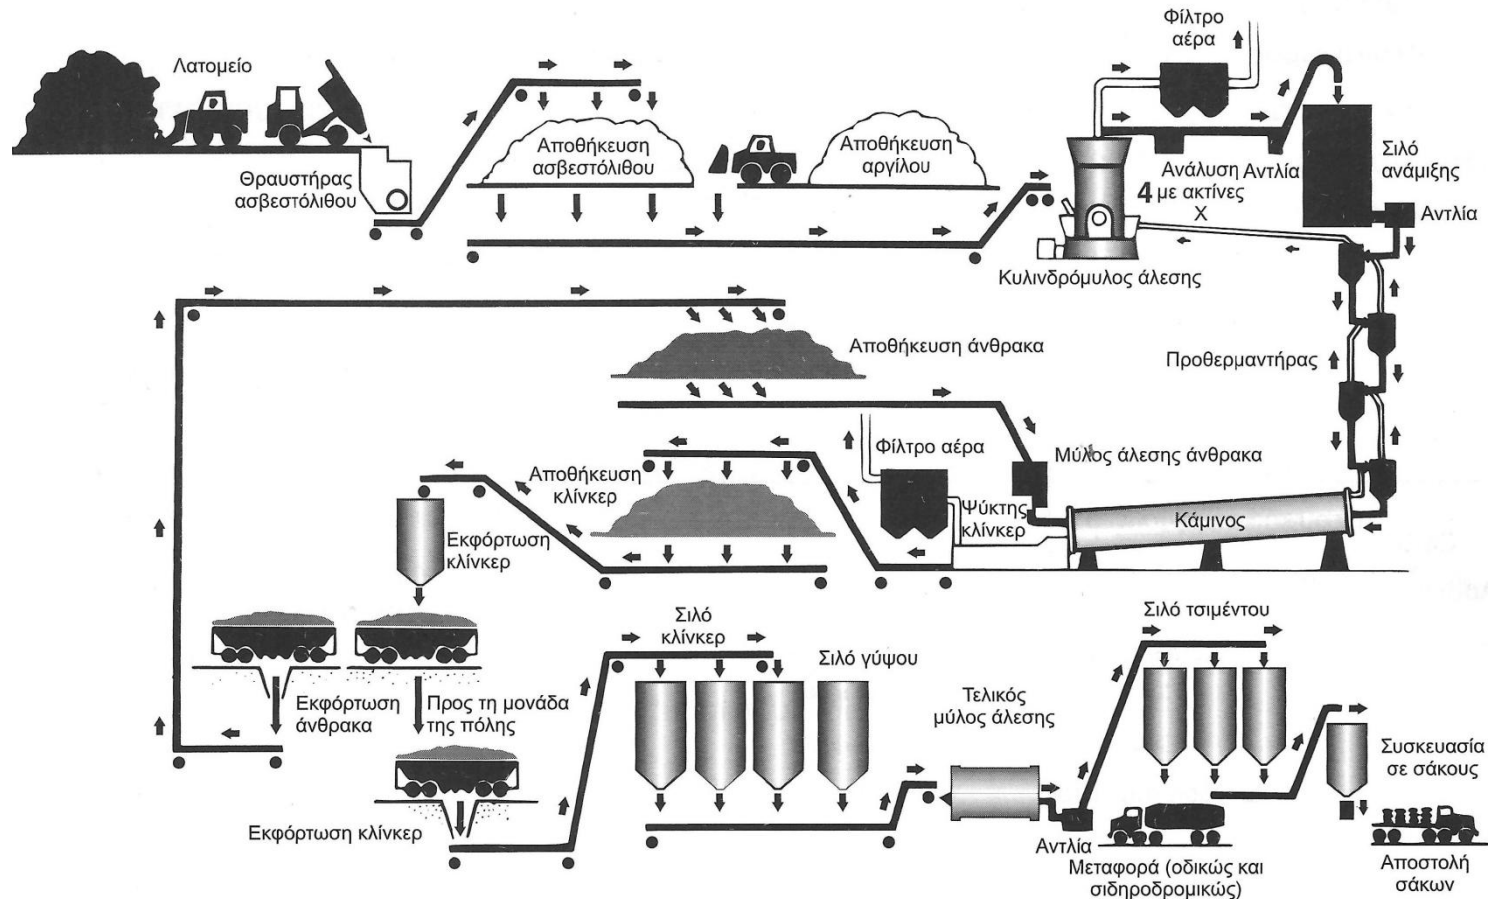 Φίλτρο
αέρα
Λατομείο
Θραυστήρας
ασβεστόλιθου
Αποθήκευση
ασβεστόλιθου
Αποθήκευση
αργίλου
4
Ανάλυση
με ακτίνες
Χ
Αντλία
Σιλό
ανάμιξης
Αντλία
Κυλινδρόμυλος άλεσης
Αποθήκευση άνθρακα
Προθερμαντήρας
Αποθήκευση
κλίνκερ
Φίλτρο αέρα
Μύλος άλεσης άνθρακα
Ψύκτης
κλίνκερ
Κάμινος
Εκφόρτωση
κλίνκερ
Εκφόρτωση
άνθρακα
Προς τη μονάδα
της πόλης
Εκφόρτωση κλίνκερ
Σιλό
κλίνκερ
Σιλό γύψου
Τελικός
μύλος άλεσης
Αντλία
Σιλό τσιμέντου
Μεταφορά (οδικώς και
σιδηροδρομικώς)
Συσκευασία
σε σάκους
Αποστολή
σάκων